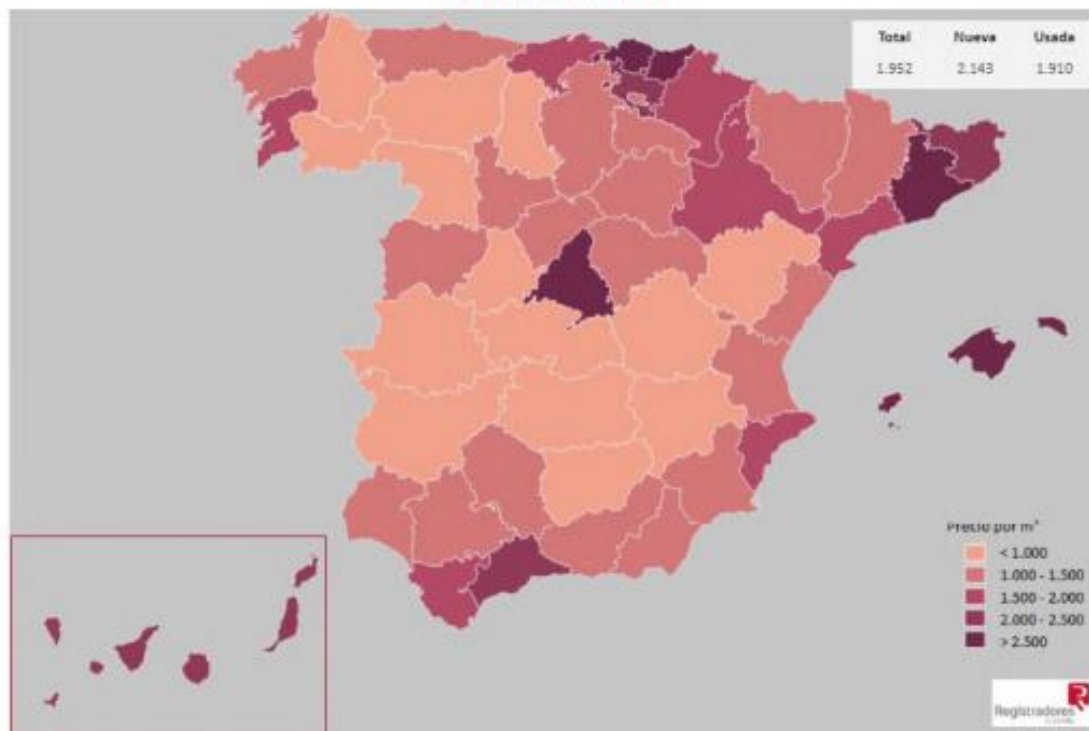 Total Nueva Usada
1.952 2.143 1.910
Precio por m²
< 1.000
1.000 - 1.500
1.500 - 2.000
2.000 - 2.500
> 2.500
Registradores